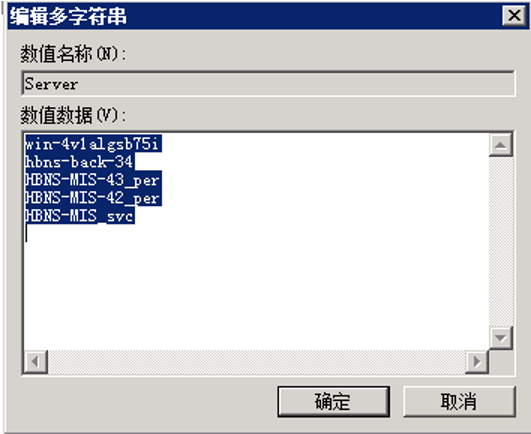 编辑多字符串
数值名称(N):
Server
数值数据(V):
win-4v1algsb75i
hbns-back-34
HBNS-MIS-43_per
HBNS-MIS-42_per
HBNS-MIS_svc
确定
取消